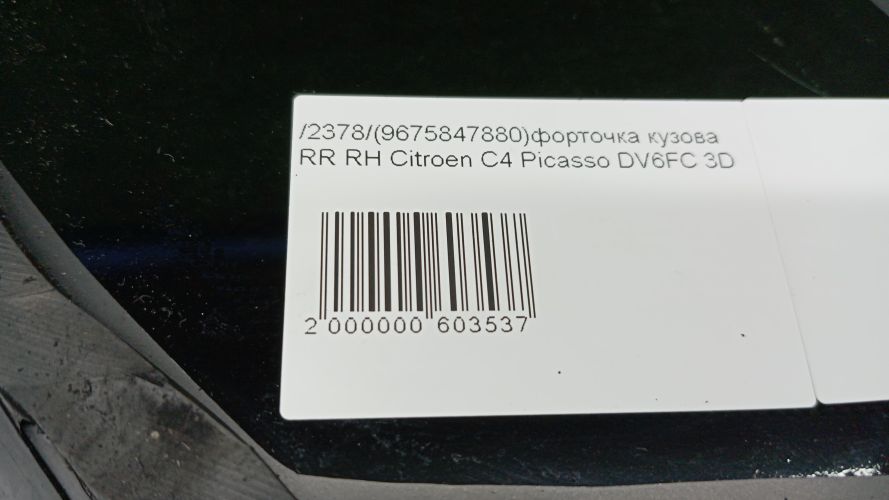 /2378/(9675847880)форточка кузова
RR RH Citroen C4 Picasso DV6FC 3D
2 000000 603537